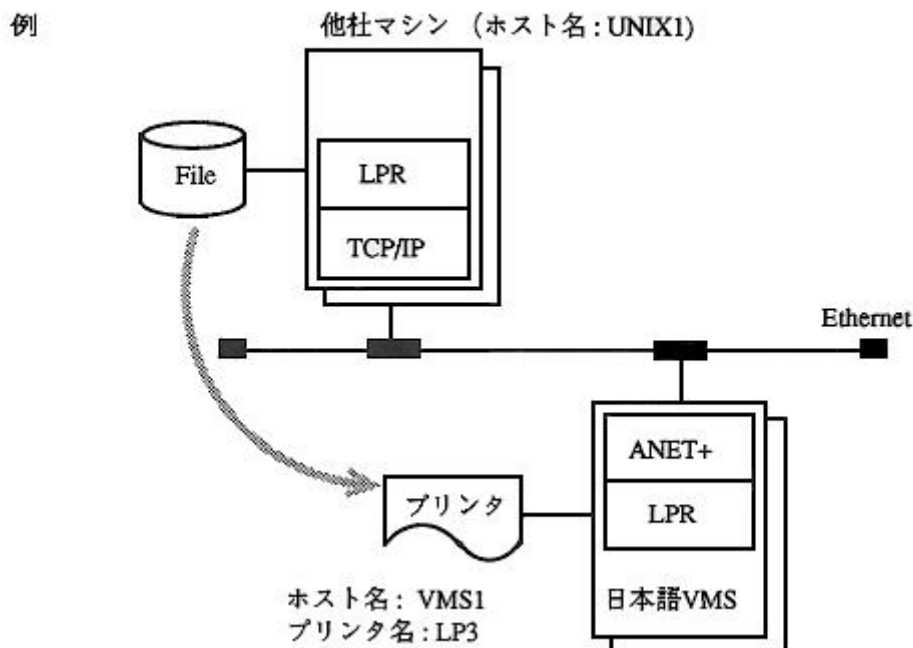 例
他社マシン （ホスト名 : UNIX1)
File
LPR
TCP/IP
Ethernet
ANET+
LPR
プリンタ
日本語VMS
ホスト名 : VMS1
プリンタ名 : LP3